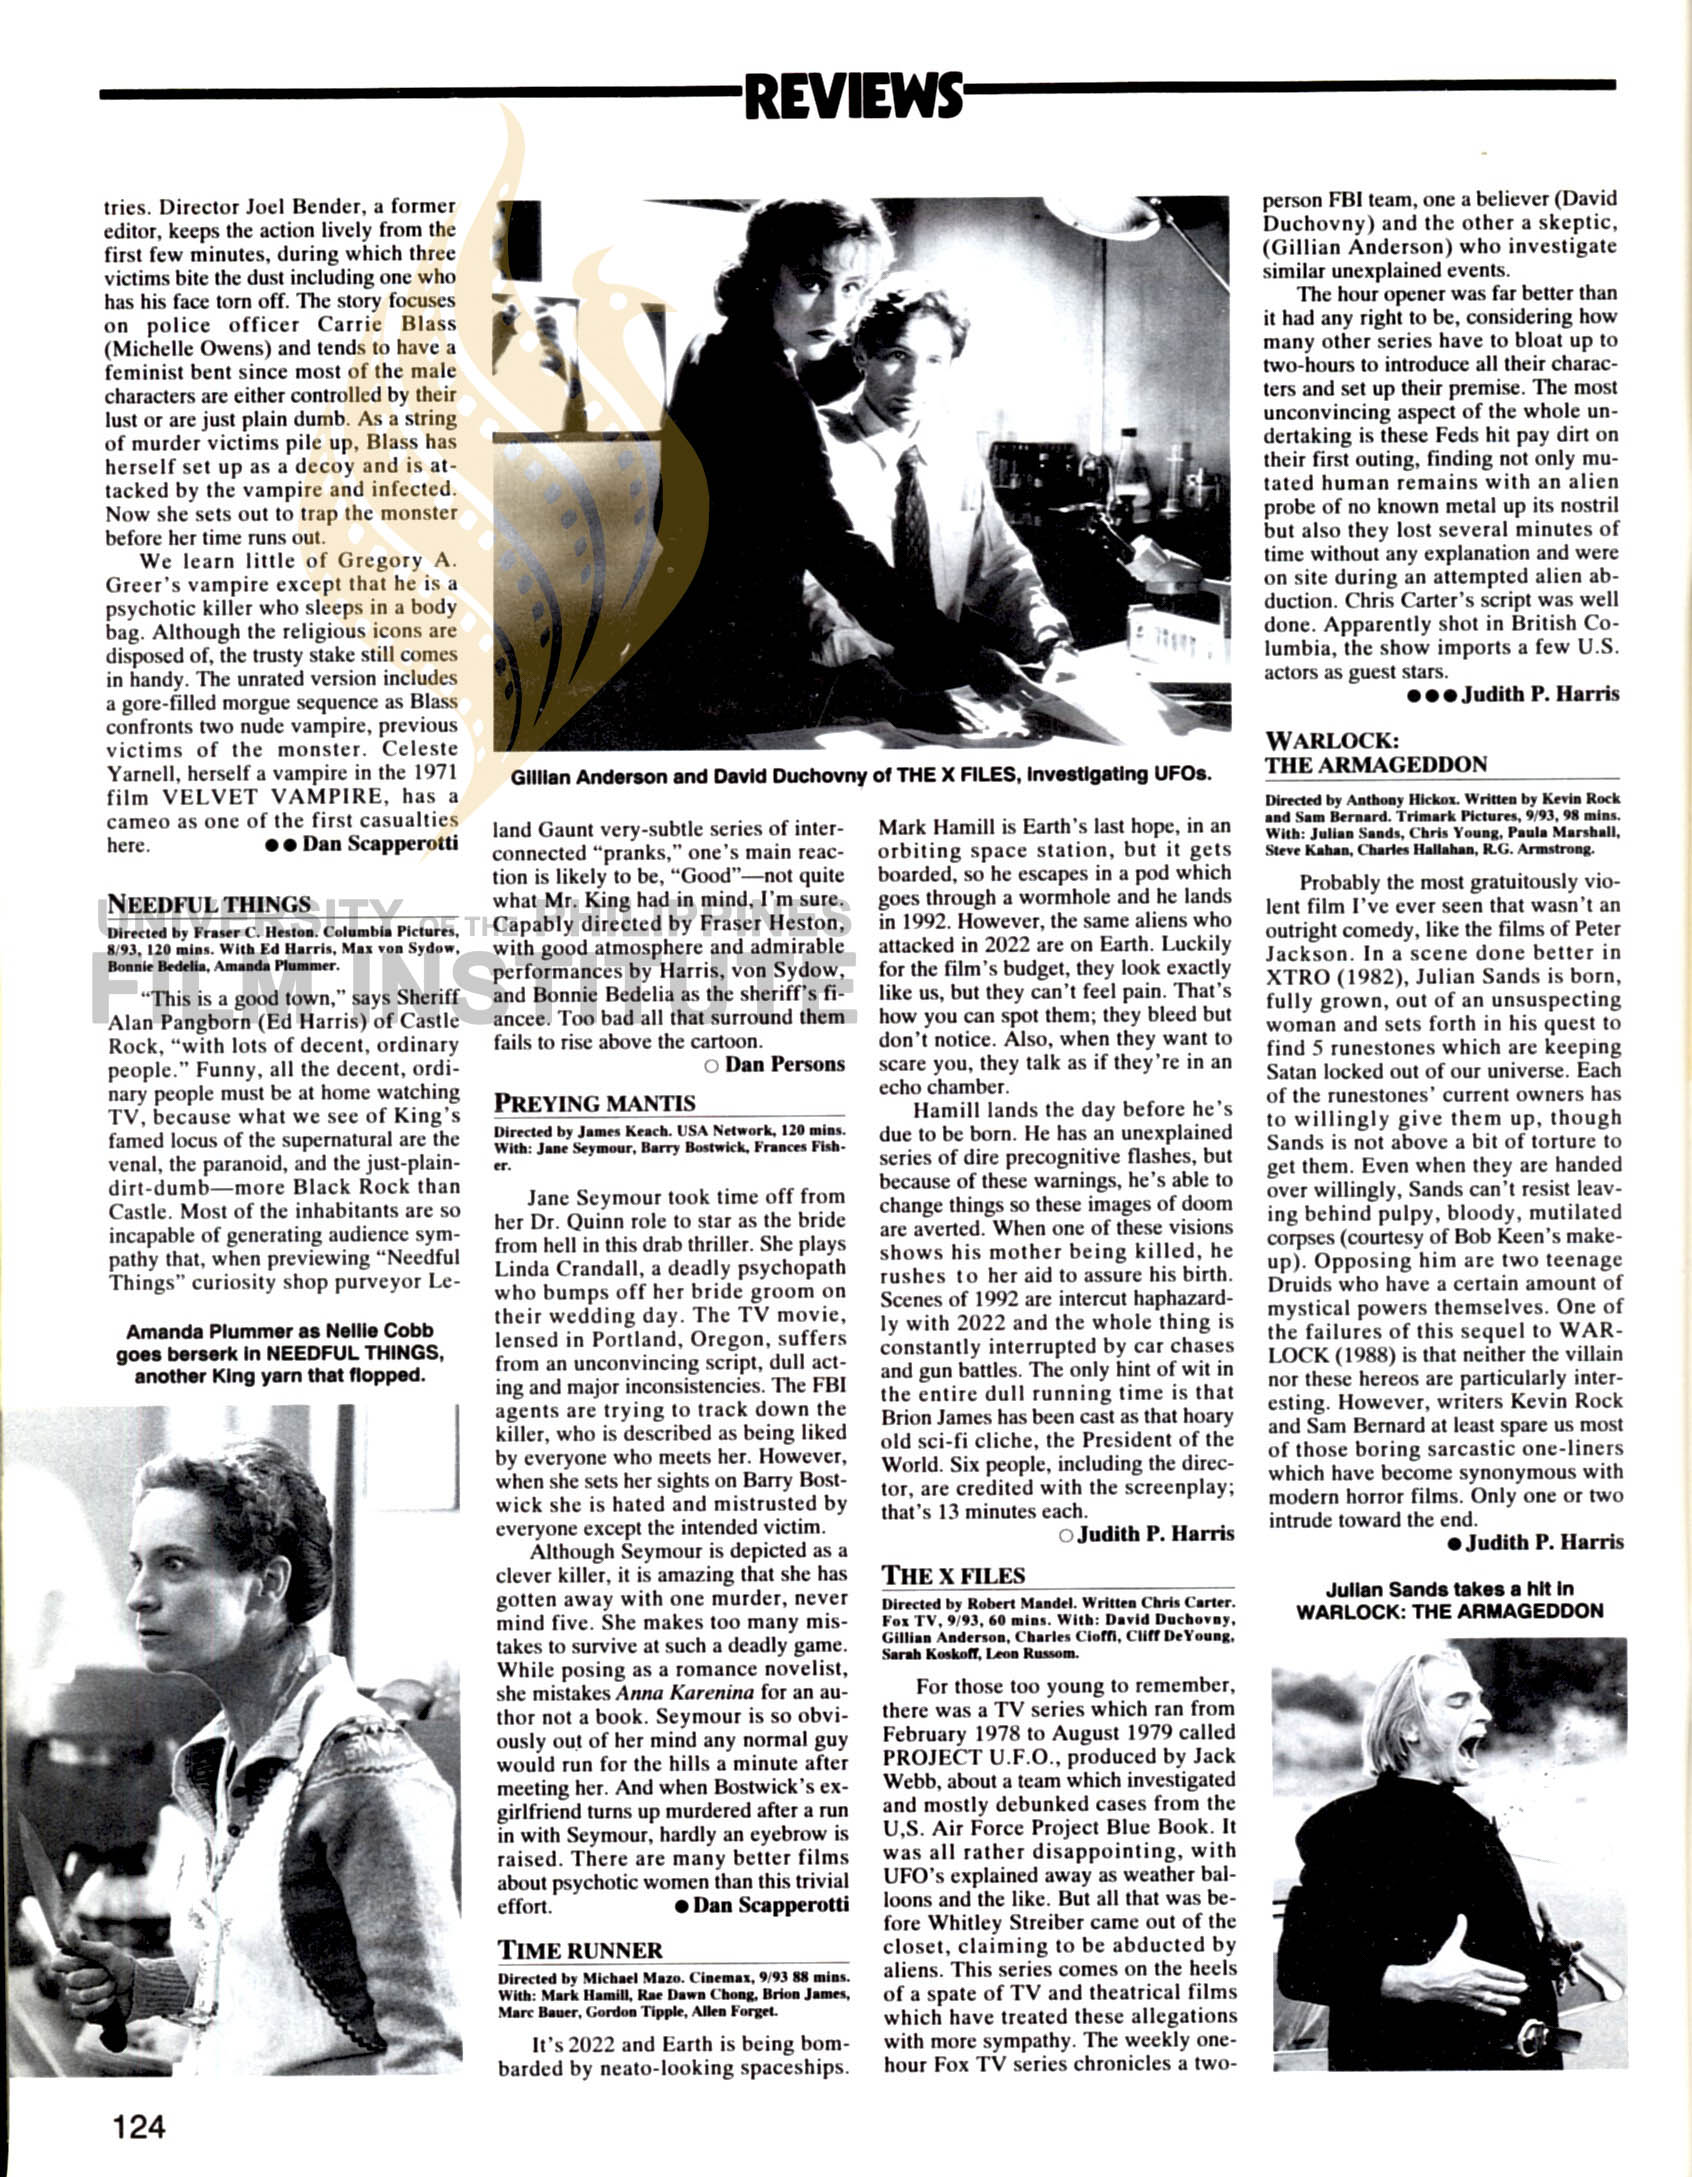 REVIEWS
tries. Director Joel Bender, a former
editor, keeps the action lively from the
first few minutes, during which three
victims bite the dust including one who
has his face torn off. The story focuses
on police officer Carrie Blass
(Michelle Owens) and tends to have a
feminist bent since most of the male
characters are either controlled by their
lust or are just plain dumb. As a string
of murder victims pile up, Blass has
herself set up as a decoy and is at-
tacked by the vampire and infected.
Now she sets out to trap the monster
before her time runs out.
We learn little of Gregory A.
Greer's vampire except that he is a
psychotic killer who sleeps in a body
bag. Although the religious icons are
disposed of, the trusty stake still comes
in handy. The unrated version includes
a gore-filled morgue sequence as Blass
confronts two nude vampire, previous
victims of the monster. Celeste
Yarnell, herself a vampire in the 1971
film VELVET VAMPIRE, has a
cameo as one of the first casualties
here. ●● Dan Scapperotti
NEEDFUL THINGS
Directed by Fraser C. Heston. Columbia Pictures,
8/93, 120 mins. With Ed Harris, Max von Sydow,
Bonnie Bedelia, Amanda Plummer.
"This is a good town," says Sheriff
Alan Pangborn (Ed Harris) of Castle
Rock, "with lots of decent, ordinary
people." Funny, all the decent, ordi-
nary people must be at home watching
TV, because what we see of King's
famed locus of the supernatural are the
venal, the paranoid, and the just-plain-
dirt-dumb—more Black Rock than
Castle. Most of the inhabitants are so
incapable of generating audience sym-
pathy that, when previewing "Needful
Things" curiosity shop purveyor Le-
Amanda Plummer as Nellie Cobb
goes berserk in NEEDFUL THINGS,
another King yarn that flopped.
124
Gillian Anderson and David Duchovny of THE X FILES, investigating UFOs.
land Gaunt very-subtle series of inter-
connected "pranks," one's main reac-
tion is likely to be, "Good"—not quite
what Mr. King had in mind, I'm sure.
Capably directed by Fraser Heston,
with good atmosphere and admirable
performances by Harris, von Sydow,
and Bonnie Bedelia as the sheriff's fi-
ancee. Too bad all that surround them
fails to rise above the cartoon.
○ Dan Persons
PREYING MANTIS
Directed by James Keach. USA Network, 120 mins.
With: Jane Seymour, Barry Bostwick, Frances Fish-
er.
Jane Seymour took time off from
her Dr. Quinn role to star as the bride
from hell in this drab thriller. She plays
Linda Crandall, a deadly psychopath
who bumps off her bride groom on
their wedding day. The TV movie,
lensed in Portland, Oregon, suffers
from an unconvincing script, dull act-
ing and major inconsistencies. The FBI
agents are trying to track down the
killer, who is described as being liked
by everyone who meets her. However,
when she sets her sights on Barry Bost-
wick she is hated and mistrusted by
everyone except the intended victim.
Although Seymour is depicted as a
clever killer, it is amazing that she has
gotten away with one murder, never
mind five. She makes too many mis-
takes to survive at such a deadly game.
While posing as a romance novelist,
she mistakes Anna Karenina for an au-
thor not a book. Seymour is so obvi-
ously out of her mind any normal guy
would run for the hills a minute after
meeting her. And when Bostwick's ex-
girlfriend turns up murdered after a run
in with Seymour, hardly an eyebrow is
raised. There are many better films
about psychotic women than this trivial
effort. ● Dan Scapperotti
TIME RUNNER
Directed by Michael Mazo. Cinemax, 9/93 88 mins.
With: Mark Hamill, Rae Dawn Chong, Brion James,
Marc Bauer, Gordon Tipple, Allen Forget.
It's 2022 and Earth is being bom-
barded by neato-looking spaceships.
Mark Hamill is Earth's last hope, in an
orbiting space station, but it gets
boarded, so he escapes in a pod which
goes through a wormhole and he lands
in 1992. However, the same aliens who
attacked in 2022 are on Earth. Luckily
for the film's budget, they look exactly
like us, but they can't feel pain. That's
how you can spot them; they bleed but
don't notice. Also, when they want to
scare you, they talk as if they're in an
echo chamber.
Hamill lands the day before he's
due to be born. He has an unexplained
series of dire precognitive flashes, but
because of these warnings, he's able to
change things so these images of doom
are averted. When one of these visions
shows his mother being killed, he
rushes to her aid to assure his birth.
Scenes of 1992 are intercut haphazard-
ly with 2022 and the whole thing is
constantly interrupted by car chases
and gun battles. The only hint of wit in
the entire dull running time is that
Brion James has been cast as that hoary
old sci-fi cliche, the President of the
World. Six people, including the direc-
tor, are credited with the screenplay;
that's 13 minutes each.
○ Judith P. Harris
THE X FILES
Directed by Robert Mandel. Written Chris Carter.
Fox TV, 9/93, 60 mins. With: David Duchovny,
Gillian Anderson, Charles Cioffi, Cliff DeYoung,
Sarah Koskoff, Leon Russom.
For those too young to remember,
there was a TV series which ran from
February 1978 to August 1979 called
PROJECT U.F.O., produced by Jack
Webb, about a team which investigated
and mostly debunked cases from the
U,S. Air Force Project Blue Book. It
was all rather disappointing, with
UFO's explained away as weather bal-
loons and the like. But all that was be-
fore Whitley Streiber came out of the
closet, claiming to be abducted by
aliens. This series comes on the heels
of a spate of TV and theatrical films
which have treated these allegations
with more sympathy. The weekly one-
hour Fox TV series chronicles a two-
person FBI team, one a believer (David
Duchovny) and the other a skeptic,
(Gillian Anderson) who investigate
similar unexplained events.
The hour opener was far better than
it had any right to be, considering how
many other series have to bloat up to
two-hours to introduce all their charac-
ters and set up their premise. The most
unconvincing aspect of the whole un-
dertaking is these Feds hit pay dirt on
their first outing, finding not only mu-
tated human remains with an alien
probe of no known metal up its nostril
but also they lost several minutes of
time without any explanation and were
on site during an attempted alien ab-
duction. Chris Carter's script was well
done. Apparently shot in British Co-
lumbia, the show imports a few U.S.
actors as guest stars.
●●● Judith P. Harris
WARLOCK:
THE ARMAGEDDON
Directed by Anthony Hickox. Written by Kevin Rock
and Sam Bernard. Trimark Pictures, 9/93, 98 mins.
With: Julian Sands, Chris Young, Paula Marshall,
Steve Kahan, Charles Hallahan, R.G. Armstrong.
Probably the most gratuitously vio-
lent film I've ever seen that wasn't an
outright comedy, like the films of Peter
Jackson. In a scene done better in
XTRO (1982), Julian Sands is born,
fully grown, out of an unsuspecting
woman and sets forth in his quest to
find 5 runestones which are keeping
Satan locked out of our universe. Each
of the runestones' current owners has
to willingly give them up, though
Sands is not above a bit of torture to
get them. Even when they are handed
over willingly, Sands can't resist leav-
ing behind pulpy, bloody, mutilated
corpses (courtesy of Bob Keen's make-
up). Opposing him are two teenage
Druids who have a certain amount of
mystical powers themselves. One of
the failures of this sequel to WAR-
LOCK (1988) is that neither the villain
nor these hereos are particularly inter-
esting. However, writers Kevin Rock
and Sam Bernard at least spare us most
of those boring sarcastic one-liners
which have become synonymous with
modern horror films. Only one or two
intrude toward the end.
● Judith P. Harris
Julian Sands takes a hit in
WARLOCK: THE ARMAGEDDON
UNIVERSITY OF THE PHILIPPINES
FILM INSTITUTE